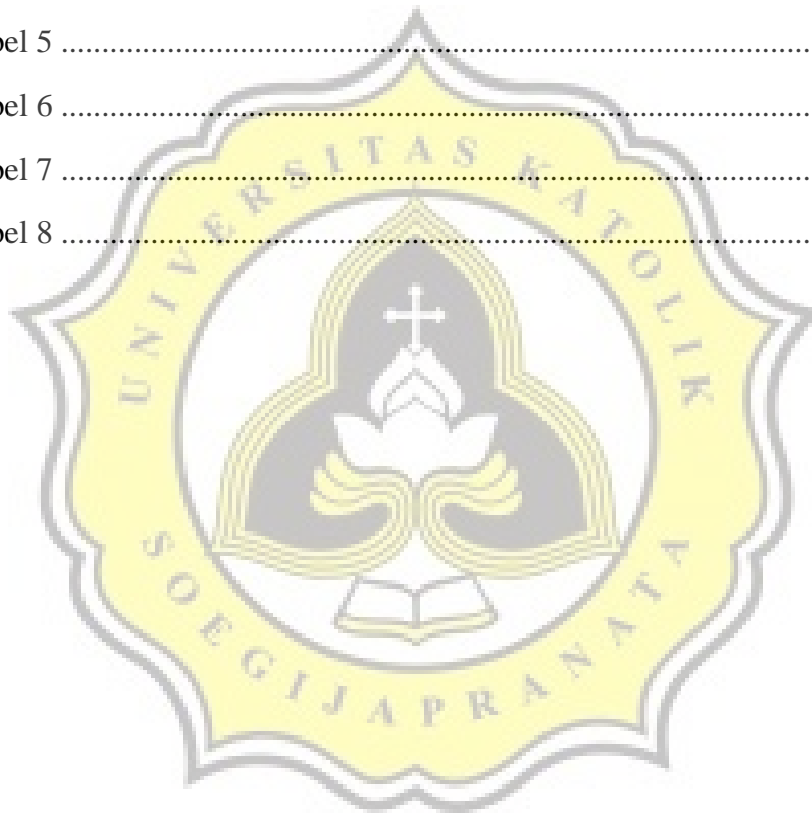 bel 5 ........................................................................................................
bel 6 ........................................................................................................
bel 7 ........................................................................................................
bel 8 ........................................................................................................
UNIVERSITAS KATOLIK
SOEGIJAPRANATA